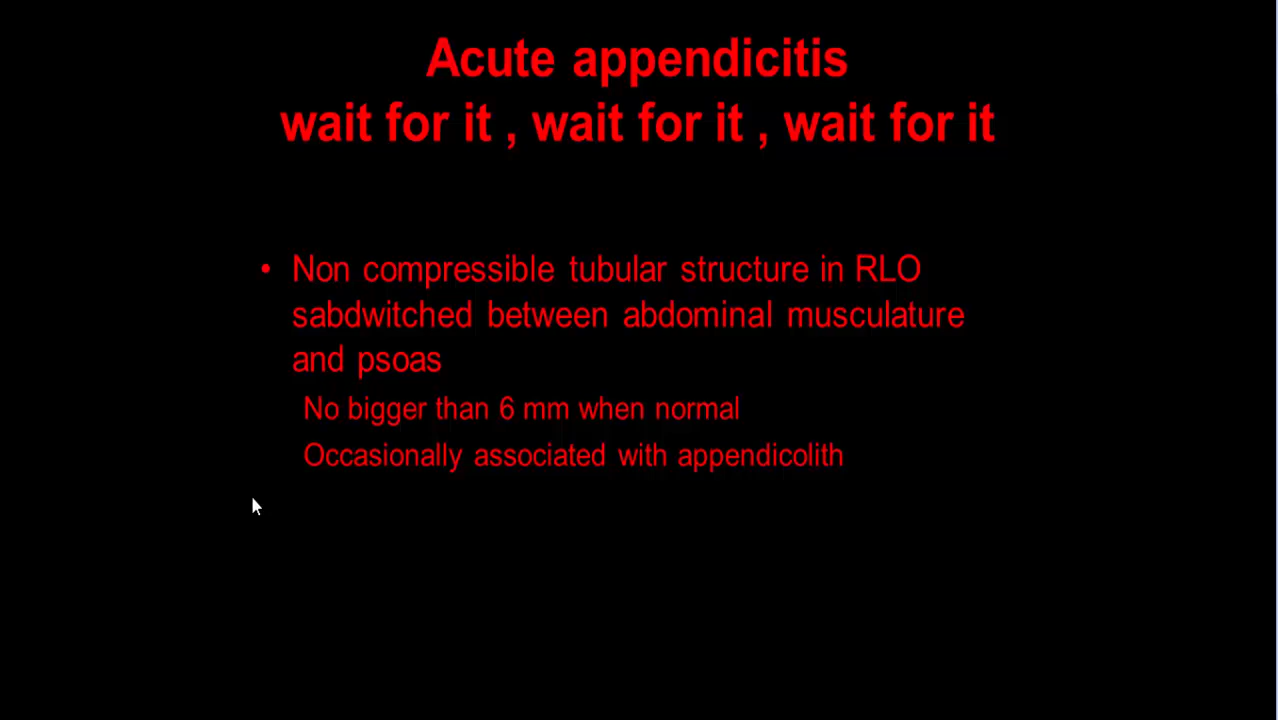 Acute appendicitis
wait for it , wait for it , wait for it
• Non compressible tubular structure in RLO
sabdwitched between abdominal musculature
and psoas
No bigger than 6 mm when normal
Occasionally associated with appendicolith